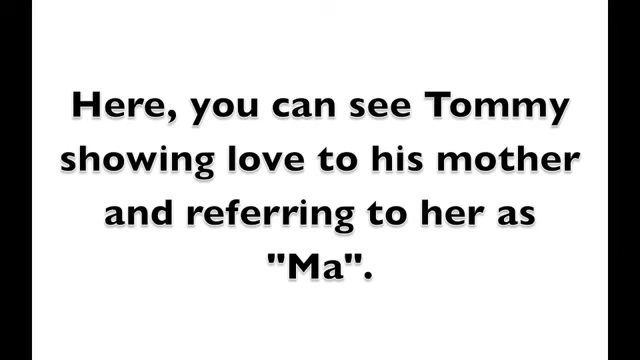 Here, you can see Tommy
showing love to his mother
and referring to her as
"Ma".